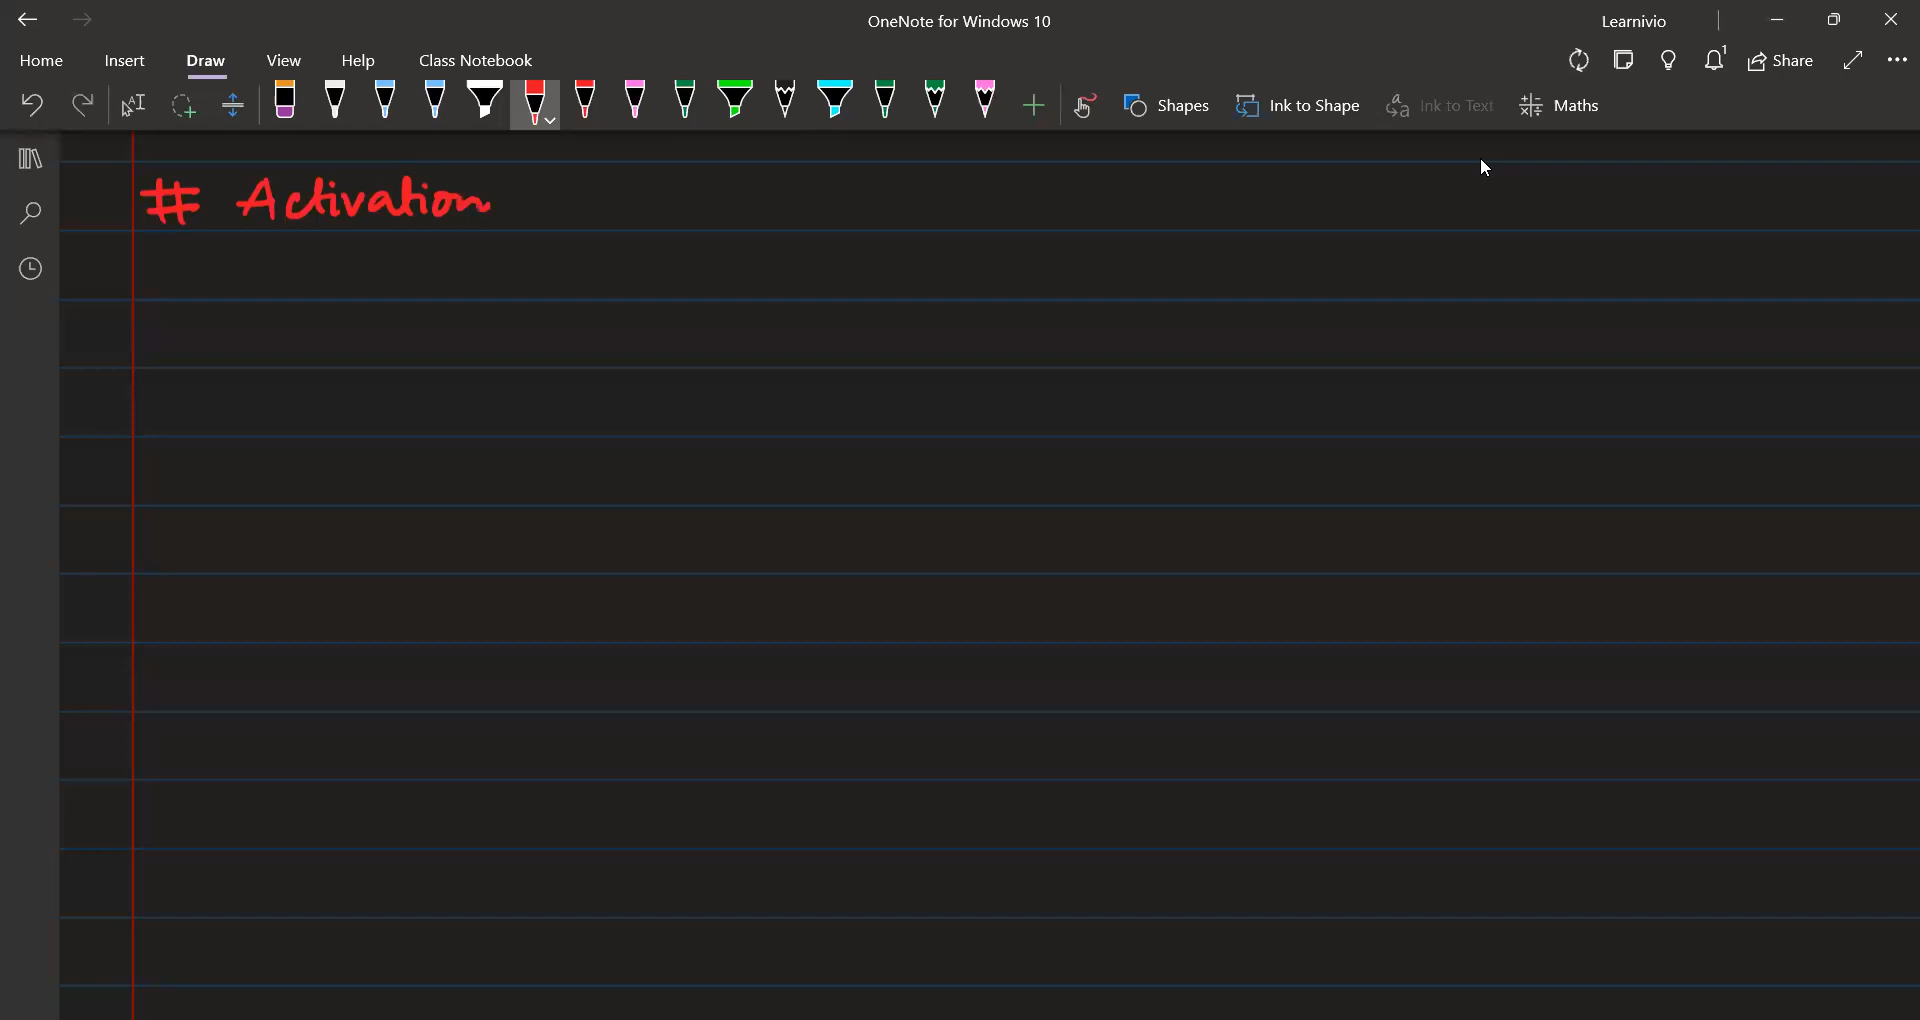 OneNote for Windows 10
Learnivio
Home Insert Draw View Help Class Notebook
1
Share
Shapes Ink to Shape Ink to Text Maths
# Activation